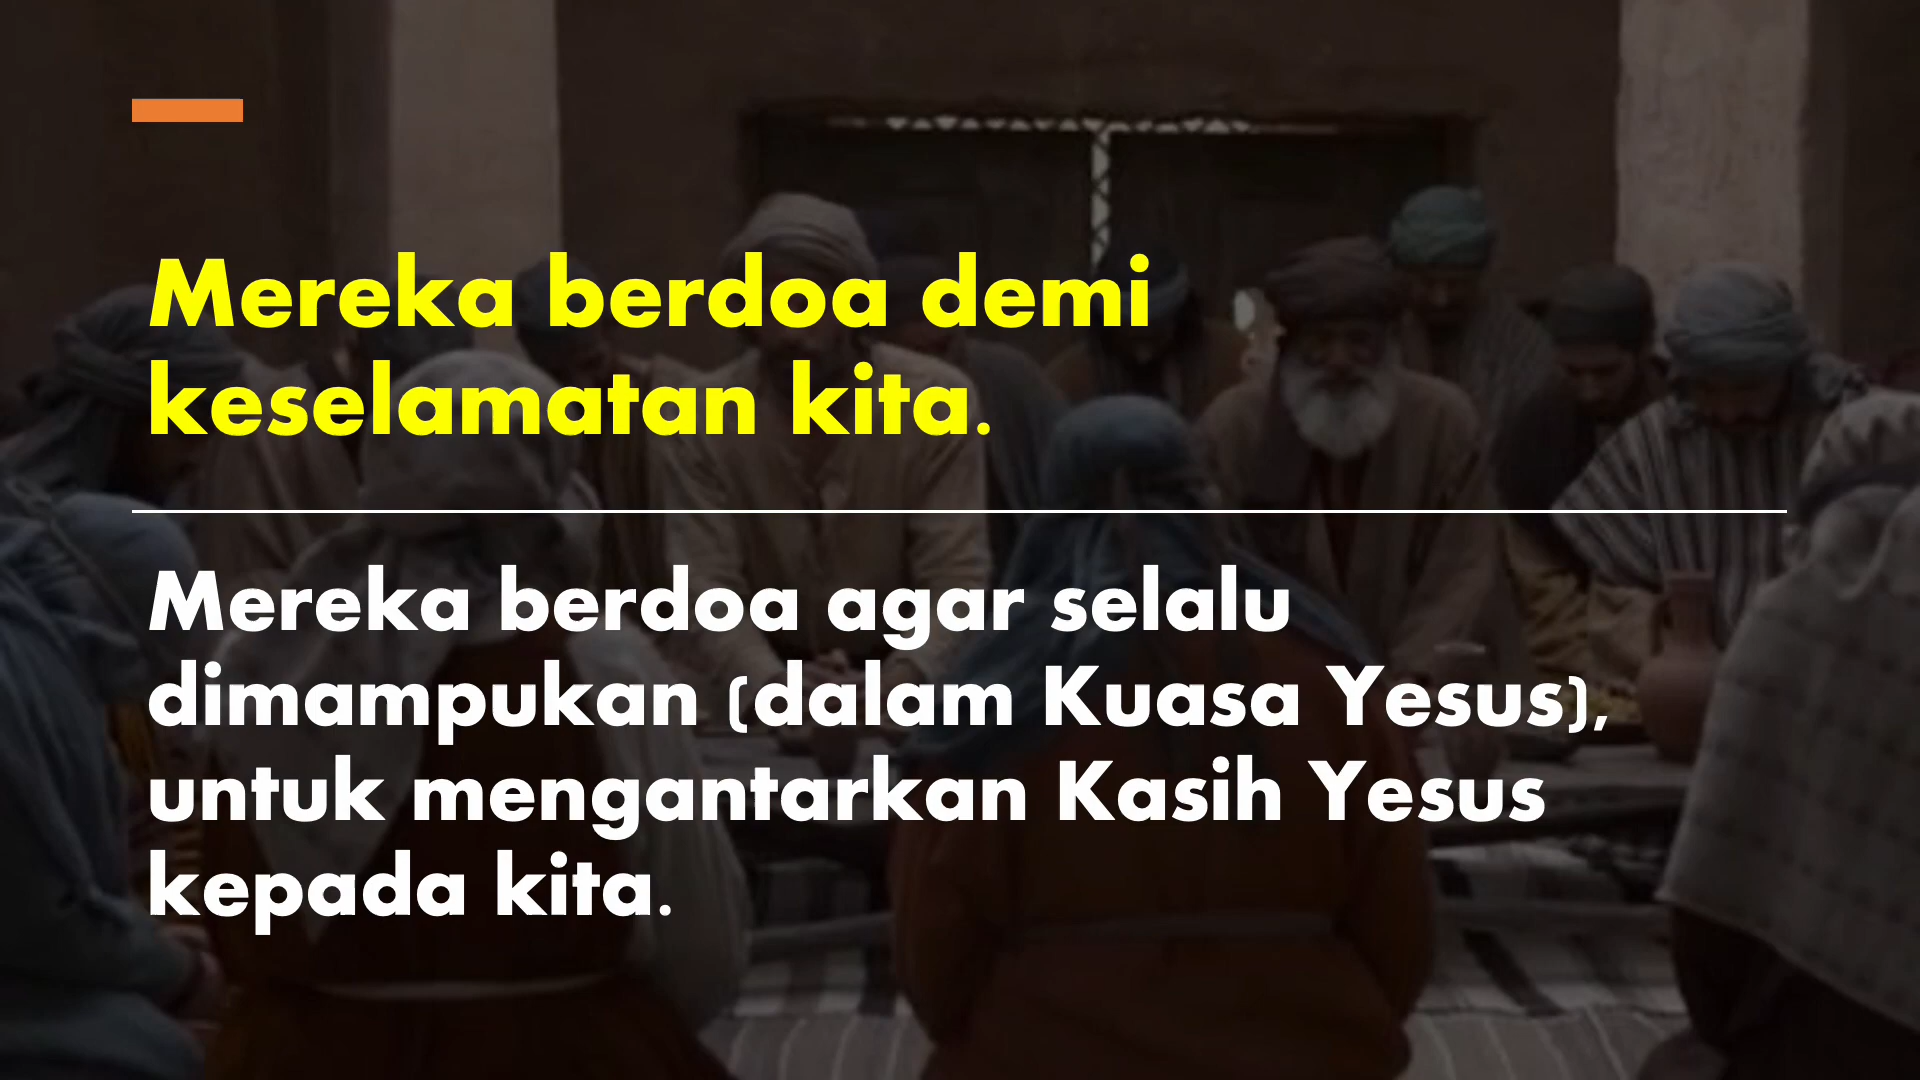 Mereka berdoa demi
keselamatan kita.
Mereka berdoa agar selalu
dimampukan (dalam Kuasa Yesus),
untuk mengantarkan Kasih Yesus
kepada kita.